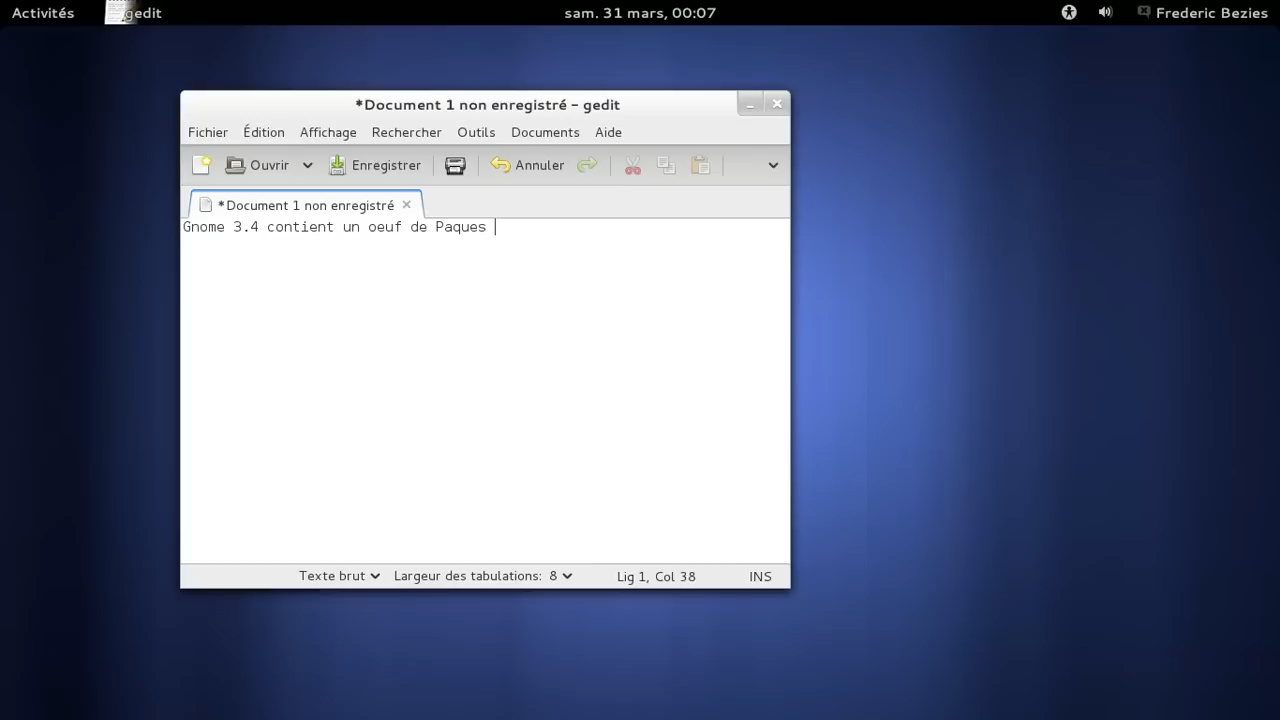 Activités gedit sam. 31 mars, 00:07 Frederic Bezies
*Document 1 non enregistré - gedit
Fichier Édition Affichage Rechercher Outils Documents Aide
Ouvrir Enregistrer Annuler
*Document 1 non enregistré
Gnome 3.4 contient un oeuf de Paques
Texte brut Largeur des tabulations: 8 Lig 1, Col 38 INS